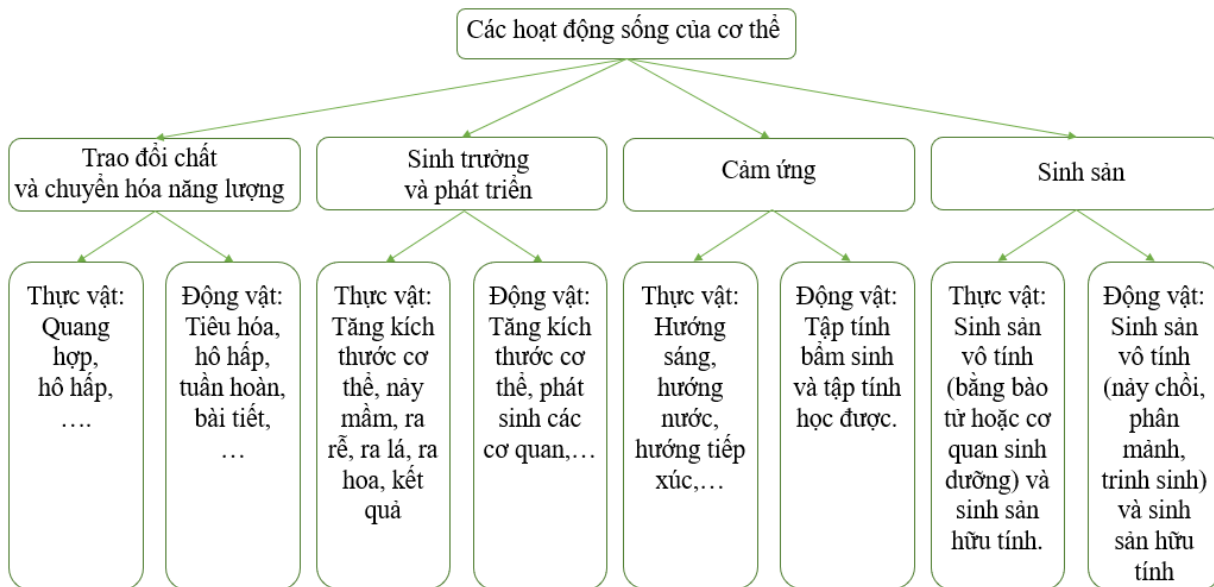 Các hoạt động sống của cơ thể
Trao đổi chất
và chuyển hóa năng lượng
Sinh trưởng
và phát triển
Cảm ứng
Sinh sản
Thực vật:
Quang
hợp,
hô hấp,
….
Động vật:
Tiêu hóa,
hô hấp,
tuần hoàn,
bài tiết,
…
Thực vật:
Tăng kích
thước cơ
thể, nảy
mầm, ra
rễ, ra lá, ra
hoa, kết
quả
Động vật:
Tăng kích
thước cơ
thể, phát
sinh các
cơ quan,…
Thực vật:
Hướng
sáng,
hướng
nước,
hướng tiếp
xúc,…
Động vật:
Tập tính
bẩm sinh
và tập tính
học được.
Thực vật:
Sinh sản
vô tính
(bằng bào
tử hoặc cơ
quan sinh
dưỡng) và
sinh sản
hữu tính.
Động vật:
Sinh sản
vô tính
(nảy chồi,
phân
mảnh,
trinh sinh)
và sinh
sản hữu
tính